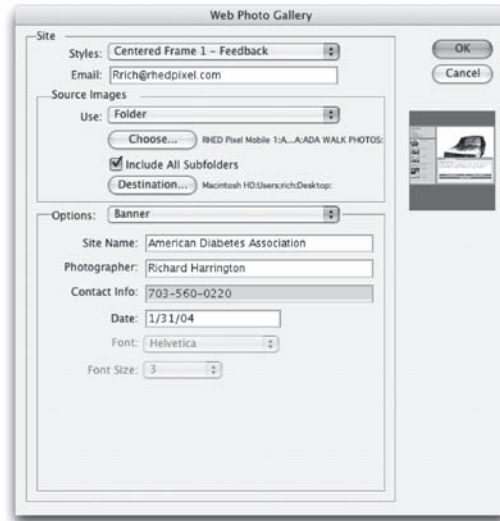 Web Photo Gallery
Site
Styles: Centered Frame 1 - Feedback
OK
Email: Rrich@rhedpixel.com
Cancel
Source Images
Use: Folder
Choose... RHED Pixel Mobile 1:A...A:ADA WALK PHOTOS:
Include All Subfolders
Destination... Macintosh HD:Users:rich:Desktop:
Options: Banner
Site Name: American Diabetes Association
Photographer: Richard Harrington
Contact Info: 703-560-0220
Date: 1/31/04
Font: Helvetica
Font Size: 3